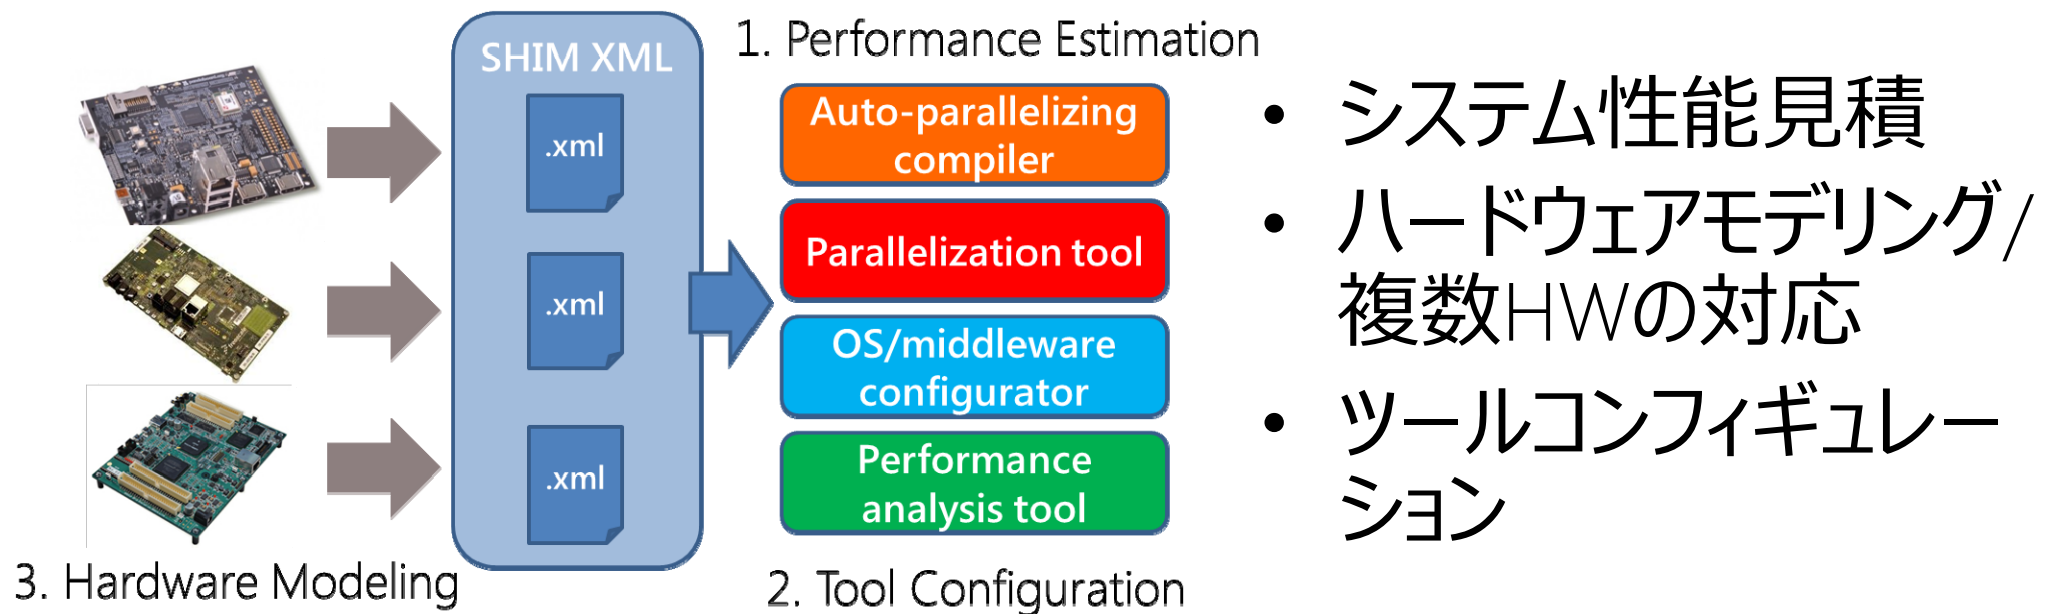 1. Performance Estimation
SHIM XML
.xml
.xml
.xml
Auto-parallelizing
compiler
Parallelization tool
OS/middleware
configurator
Performance
analysis tool
3. Hardware Modeling
2. Tool Configuration
• システム性能見積
• ハードウェアモデリング/
複数HWの対応
• ツールコンフィギュレー
ション